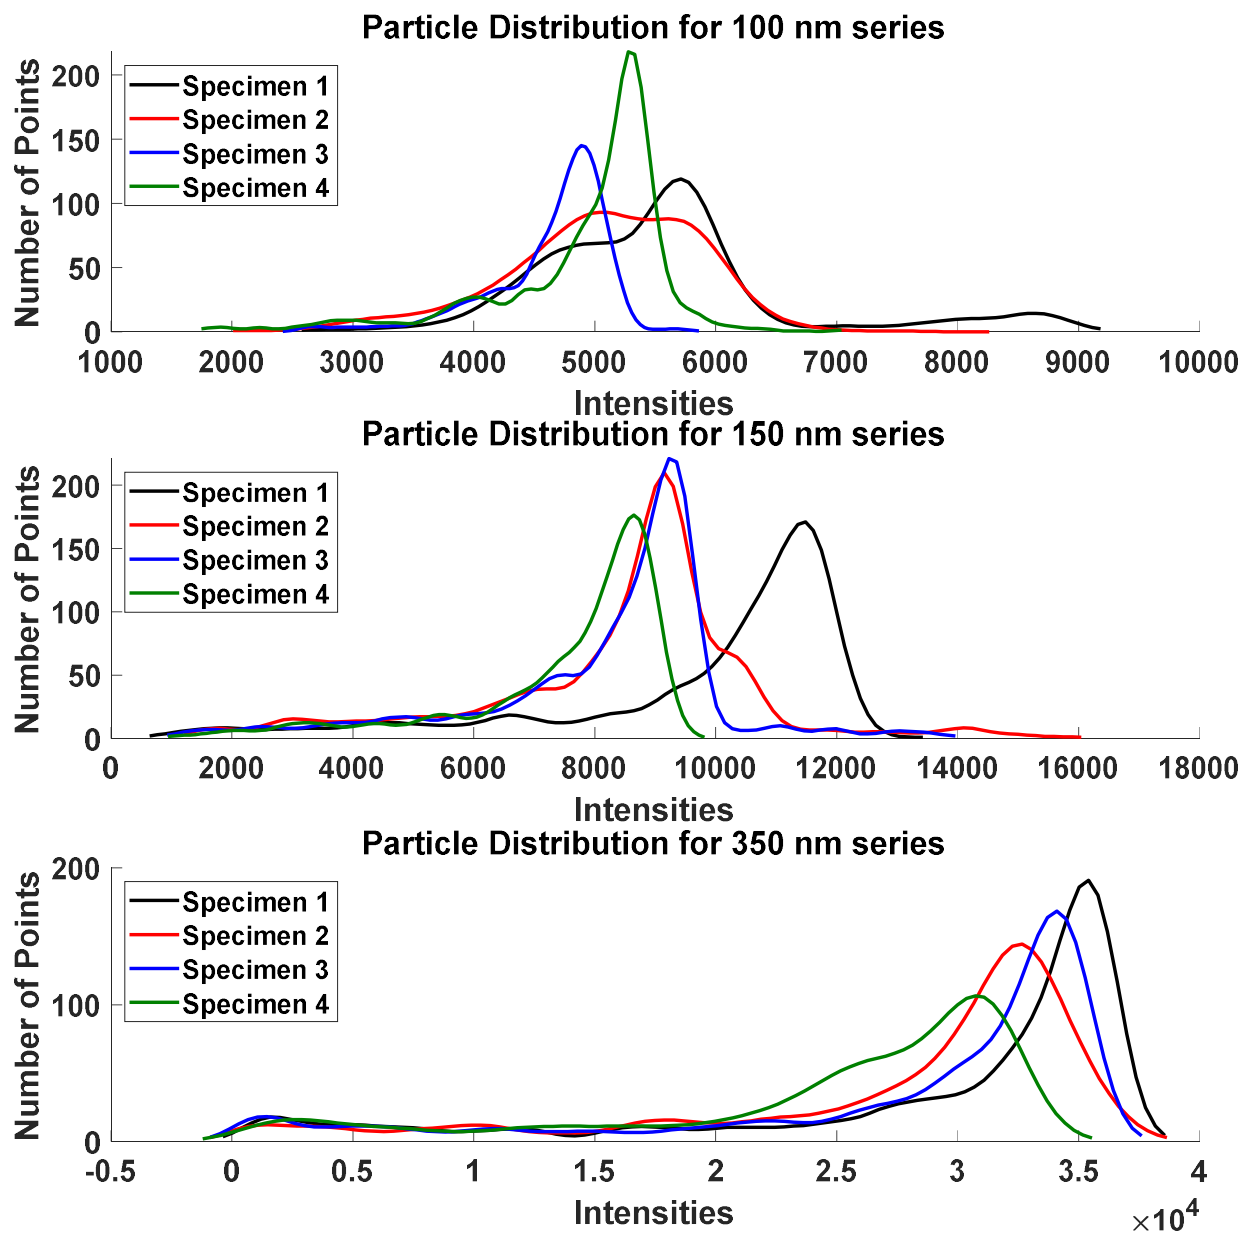 Particle Distribution for 100 nm series
Number of Points
200
150
100
50
0
Specimen 1
Specimen 2
Specimen 3
Specimen 4
1000 2000 3000 4000 5000 6000 7000 8000 9000 10000
Intensities
Particle Distribution for 150 nm series
Number of Points
200
150
100
50
0
Specimen 1
Specimen 2
Specimen 3
Specimen 4
0 2000 4000 6000 8000 10000 12000 14000 16000 18000
Intensities
Particle Distribution for 350 nm series
Number of Points
200
100
0
Specimen 1
Specimen 2
Specimen 3
Specimen 4
-0.5 0 0.5 1 1.5 2 2.5 3 3.5 4
Intensities
×10⁴